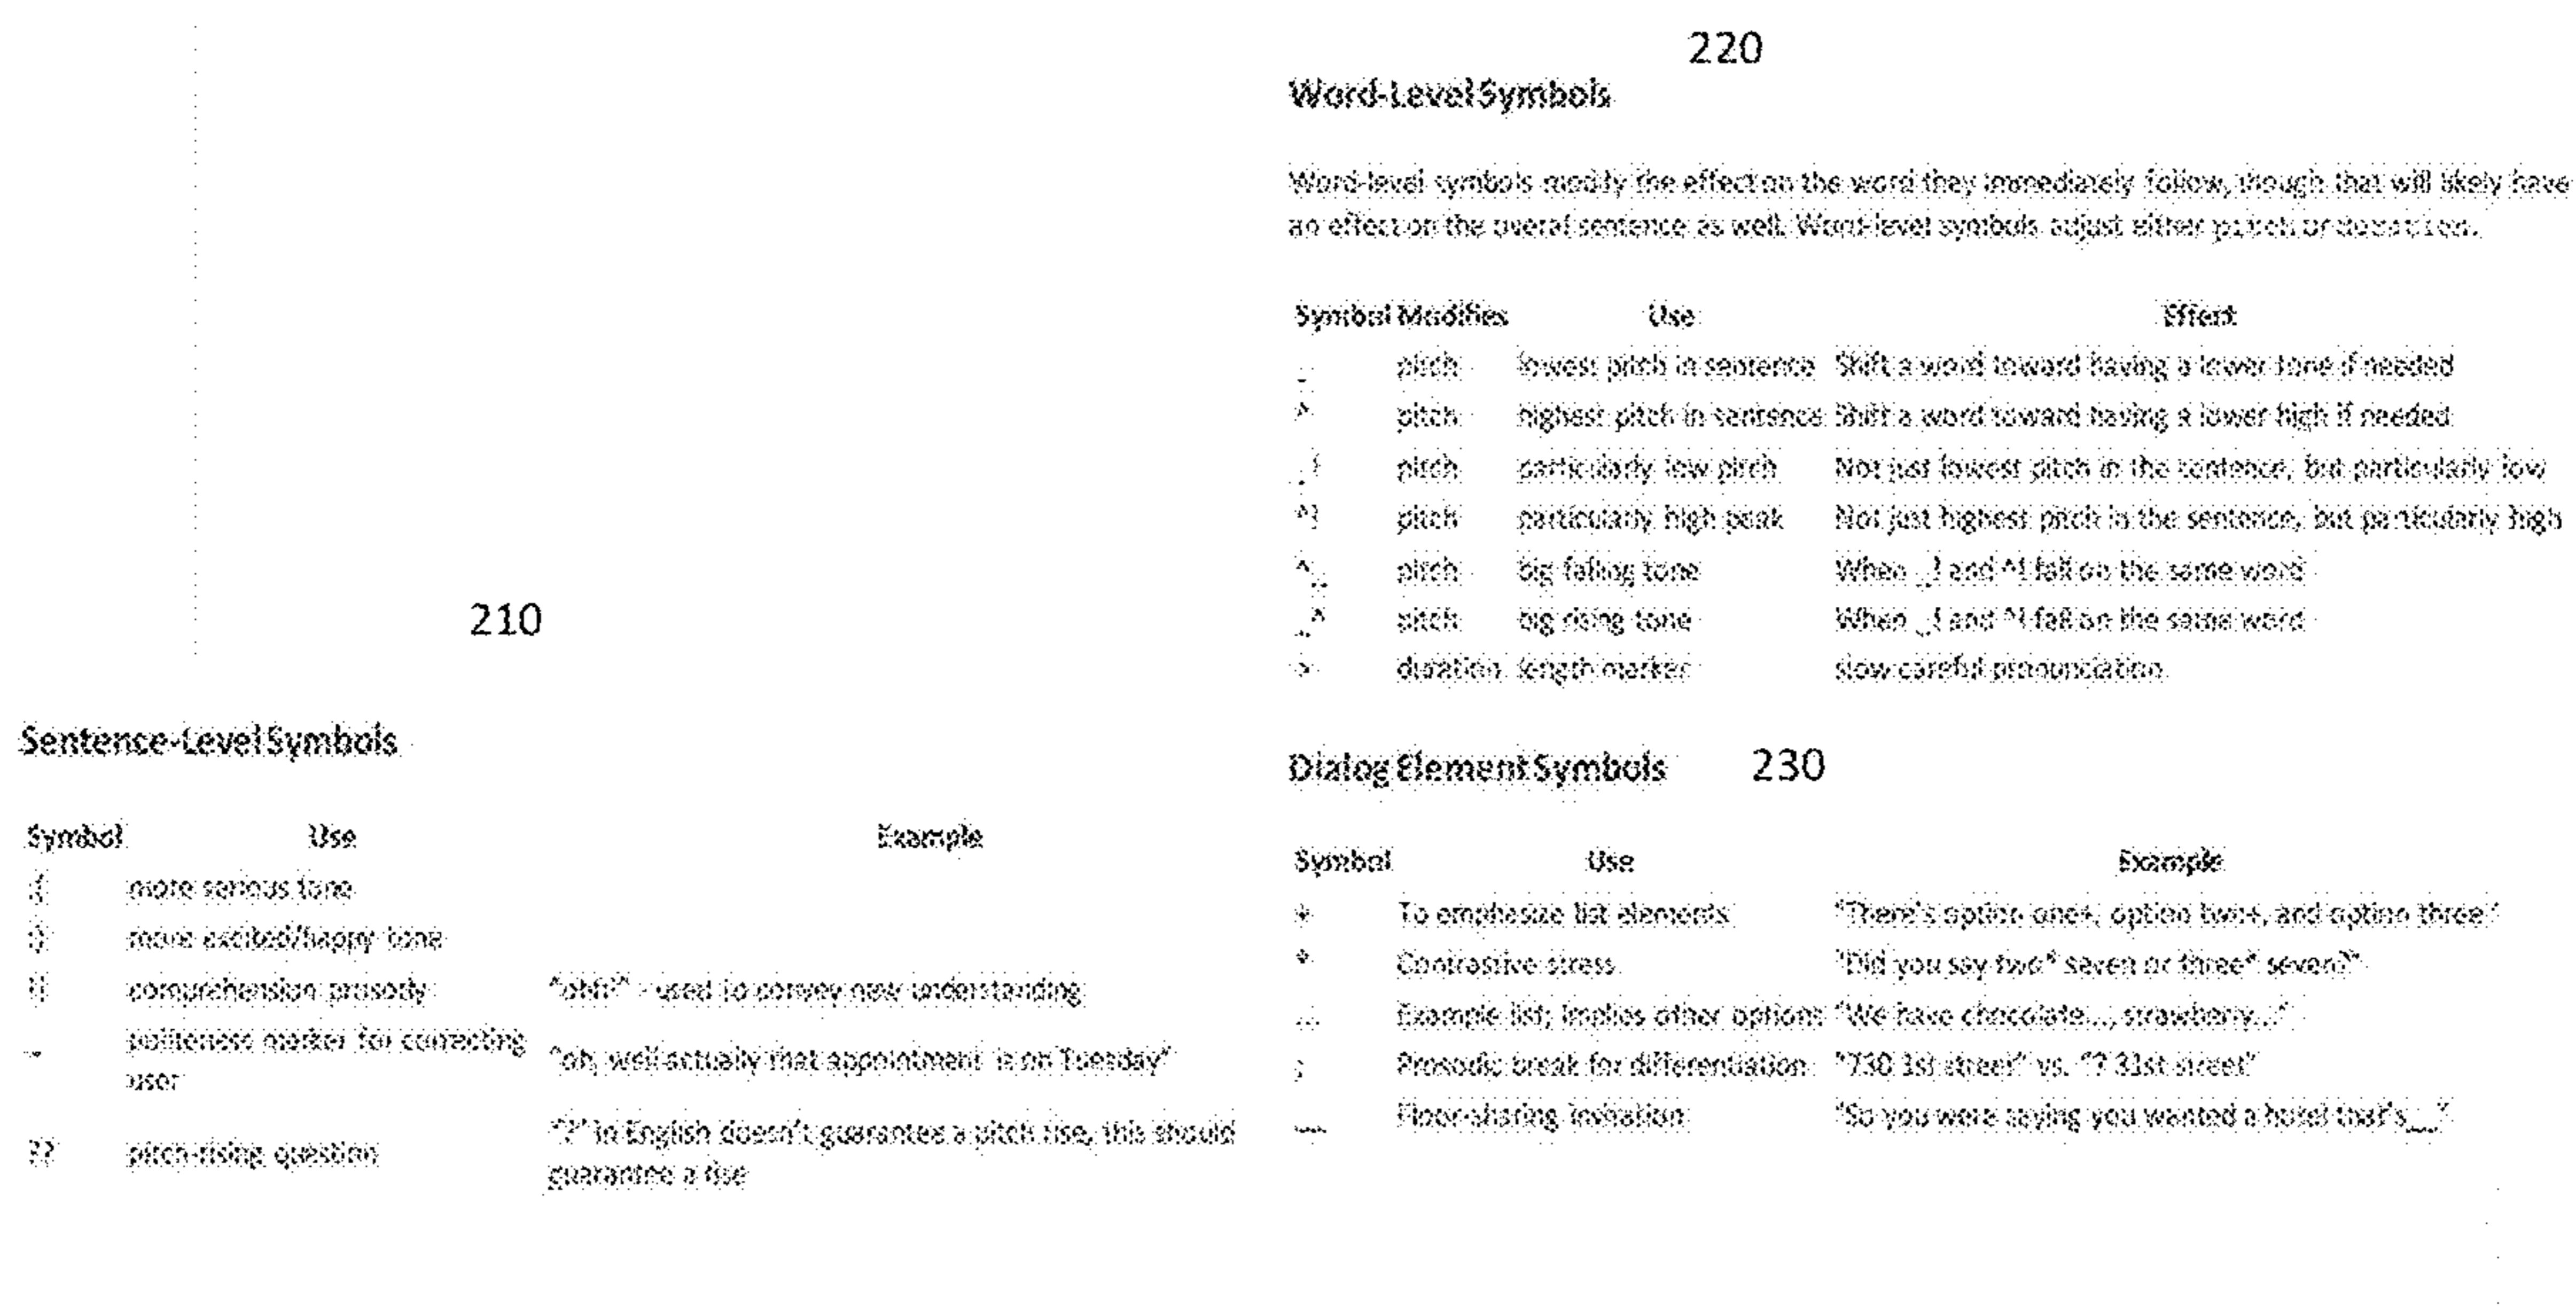 220
Word-Level Symbols
Word-level symbols modify the effect on the word they immediately follow, though that will likely have
an effect on the overal sentence as well. Word-level symbols adjust either pitch or duration.
Symbol Modifies Use Effect
pitch lowest pitch in sentence Shift a word toward having a lower tone if needed
^ pitch highest pitch in sentence Shift a word toward having a lower high if needed
_! pitch particularly low pitch Not just lowest pitch in the sentence, but particularly low
^! pitch particularly high peak Not just highest pitch in the sentence, but particularly high
^_ pitch big falling tone When _! and ^! fall on the same word
_^ pitch big rising tone When _! and ^! fall on the same word
> duration length marker slow careful pronunciation
210
Sentence-Level Symbols
Symbol Use Example
:( more serious tone
:) more excited/happy tone
!! comprehension prosody "ohh!" - used to convey new understanding
~ politeness marker for correcting
user
"oh, well actually that appointment is on Tuesday"
?? pitch-rising question
"?" in English doesn't guarantee a pitch rise, this should
guarantee a rise
Dialog Element Symbols 230
Symbol Use Example
+ To emphasize list elements "There's option one+, option two+, and option three"
* Contrastive stress "Did you say two* seven or three* seven?"
... Example list; implies other options "We have chocolate..., strawberry..."
; Prosodic break for differentiation "730 1st street" vs. "7 31st street"
__ Floor-sharing invitation "So you were saying you wanted a hotel that's__"